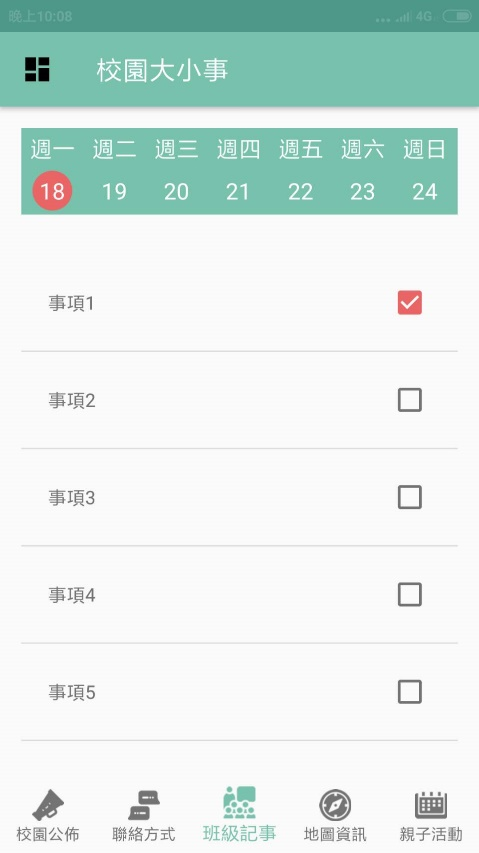 晚上10:08 4G
校園大小事
週一 週二 週三 週四 週五 週六 週日
18 19 20 21 22 23 24
事項1
事項2
事項3
事項4
事項5
校園公佈 聯絡方式 班級記事 地圖資訊 親子活動